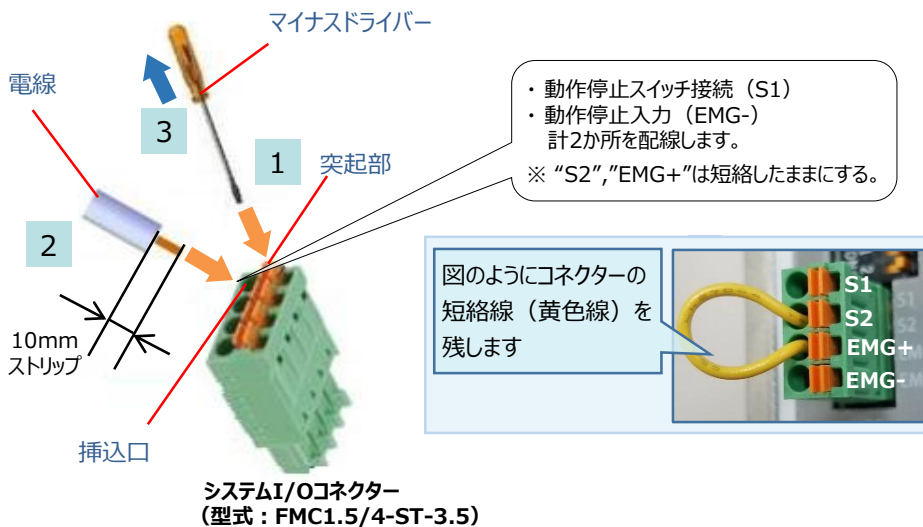 マイナスドライバー
電線
3
1
突起部
2
10mm
ストリップ
挿込口
システムI/Oコネクター
（型式：FMC1.5/4-ST-3.5）
・ 動作停止スイッチ接続（S1）
・ 動作停止入力（EMG-）
計2か所を配線します。
※ “S2”,”EMG+”は短絡したままにする。
図のようにコネクターの
短絡線（黄色線）を
残します
S1
S2
EMG+
EMG-
S1
S2